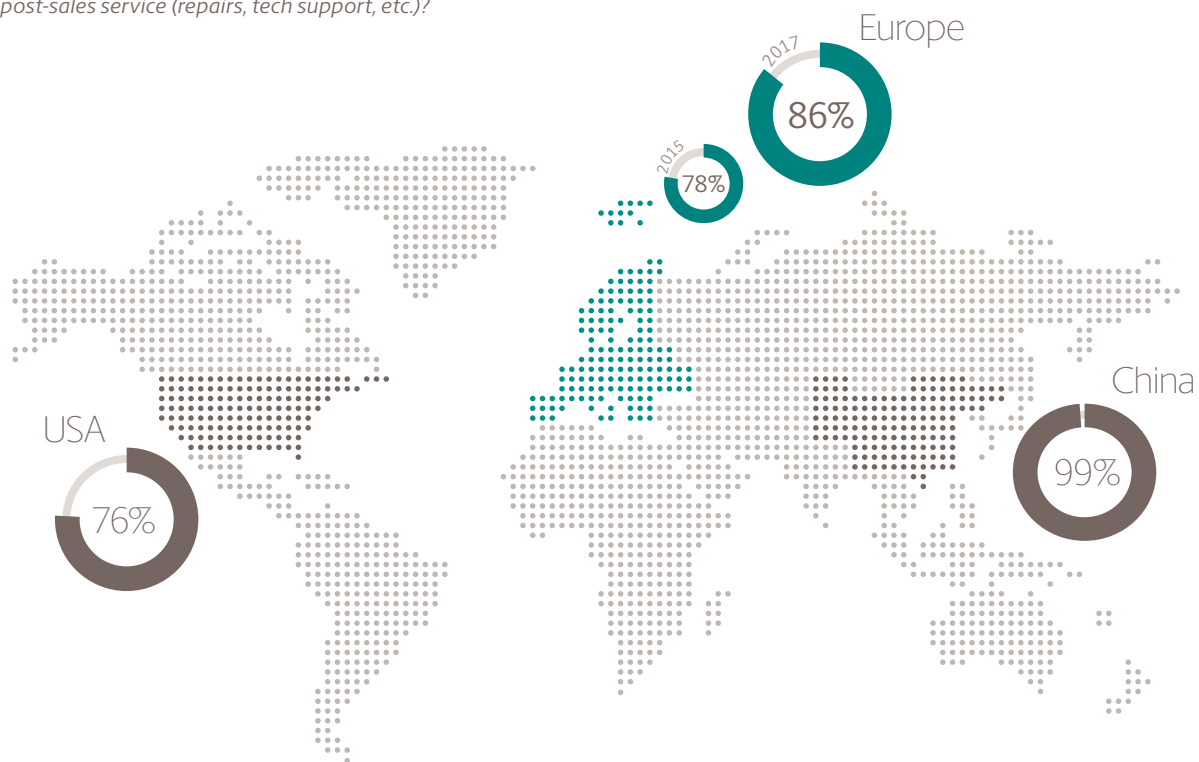 post-sales service (repairs, tech support, etc.)?
Europe
2017
86%
2015
78%
China
99%
USA
76%